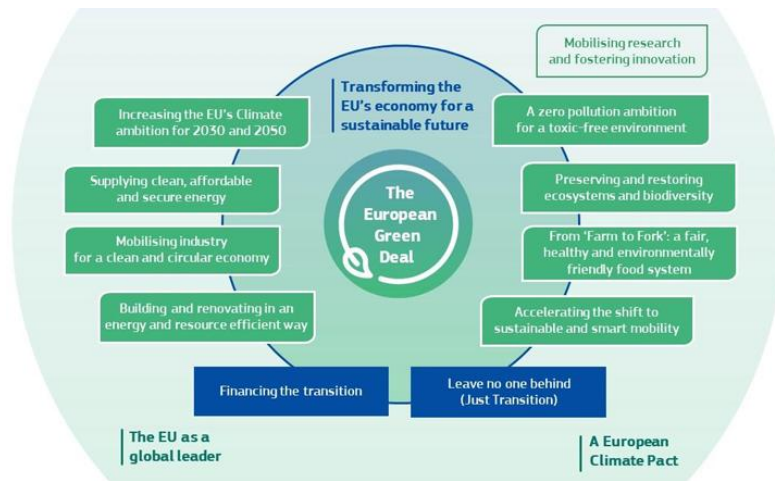 Mobilising research
and fostering innovation
Transforming the
EU's economy for a
sustainable future
Increasing the EU's Climate
ambition for 2030 and 2050
Supplying clean, affordable
and secure energy
Mobilising industry
for a clean and circular economy
Building and renovating in an
energy and resource efficient way
The
European
Green
Deal
A zero pollution ambition
for a toxic-free environment
Preserving and restoring
ecosystems and biodiversity
From 'Farm to Fork': a fair,
healthy and environmentally
friendly food system
Accelerating the shift to
sustainable and smart mobility
Financing the transition
Leave no one behind
(Just Transition)
The EU as a
global leader
A European
Climate Pact